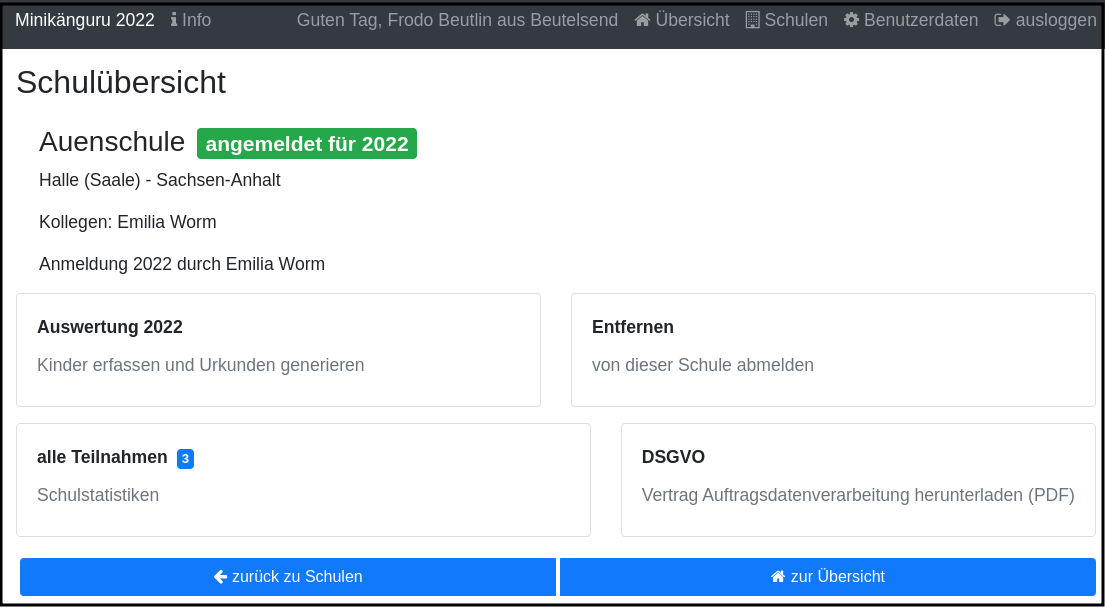 Minikänguru 2022 Info Guten Tag, Frodo Beutlin aus Beutelsend Übersicht Schulen Benutzerdaten ausloggen
Schulübersicht
Auenschule angemeldet für 2022
Halle (Saale) - Sachsen-Anhalt
Kollegen: Emilia Worm
Anmeldung 2022 durch Emilia Worm
Auswertung 2022
Kinder erfassen und Urkunden generieren
Entfernen
von dieser Schule abmelden
alle Teilnahmen 3
Schulstatistiken
DSGVO
Vertrag Auftragsdatenverarbeitung herunterladen (PDF)
zurück zu Schulen
zur Übersicht